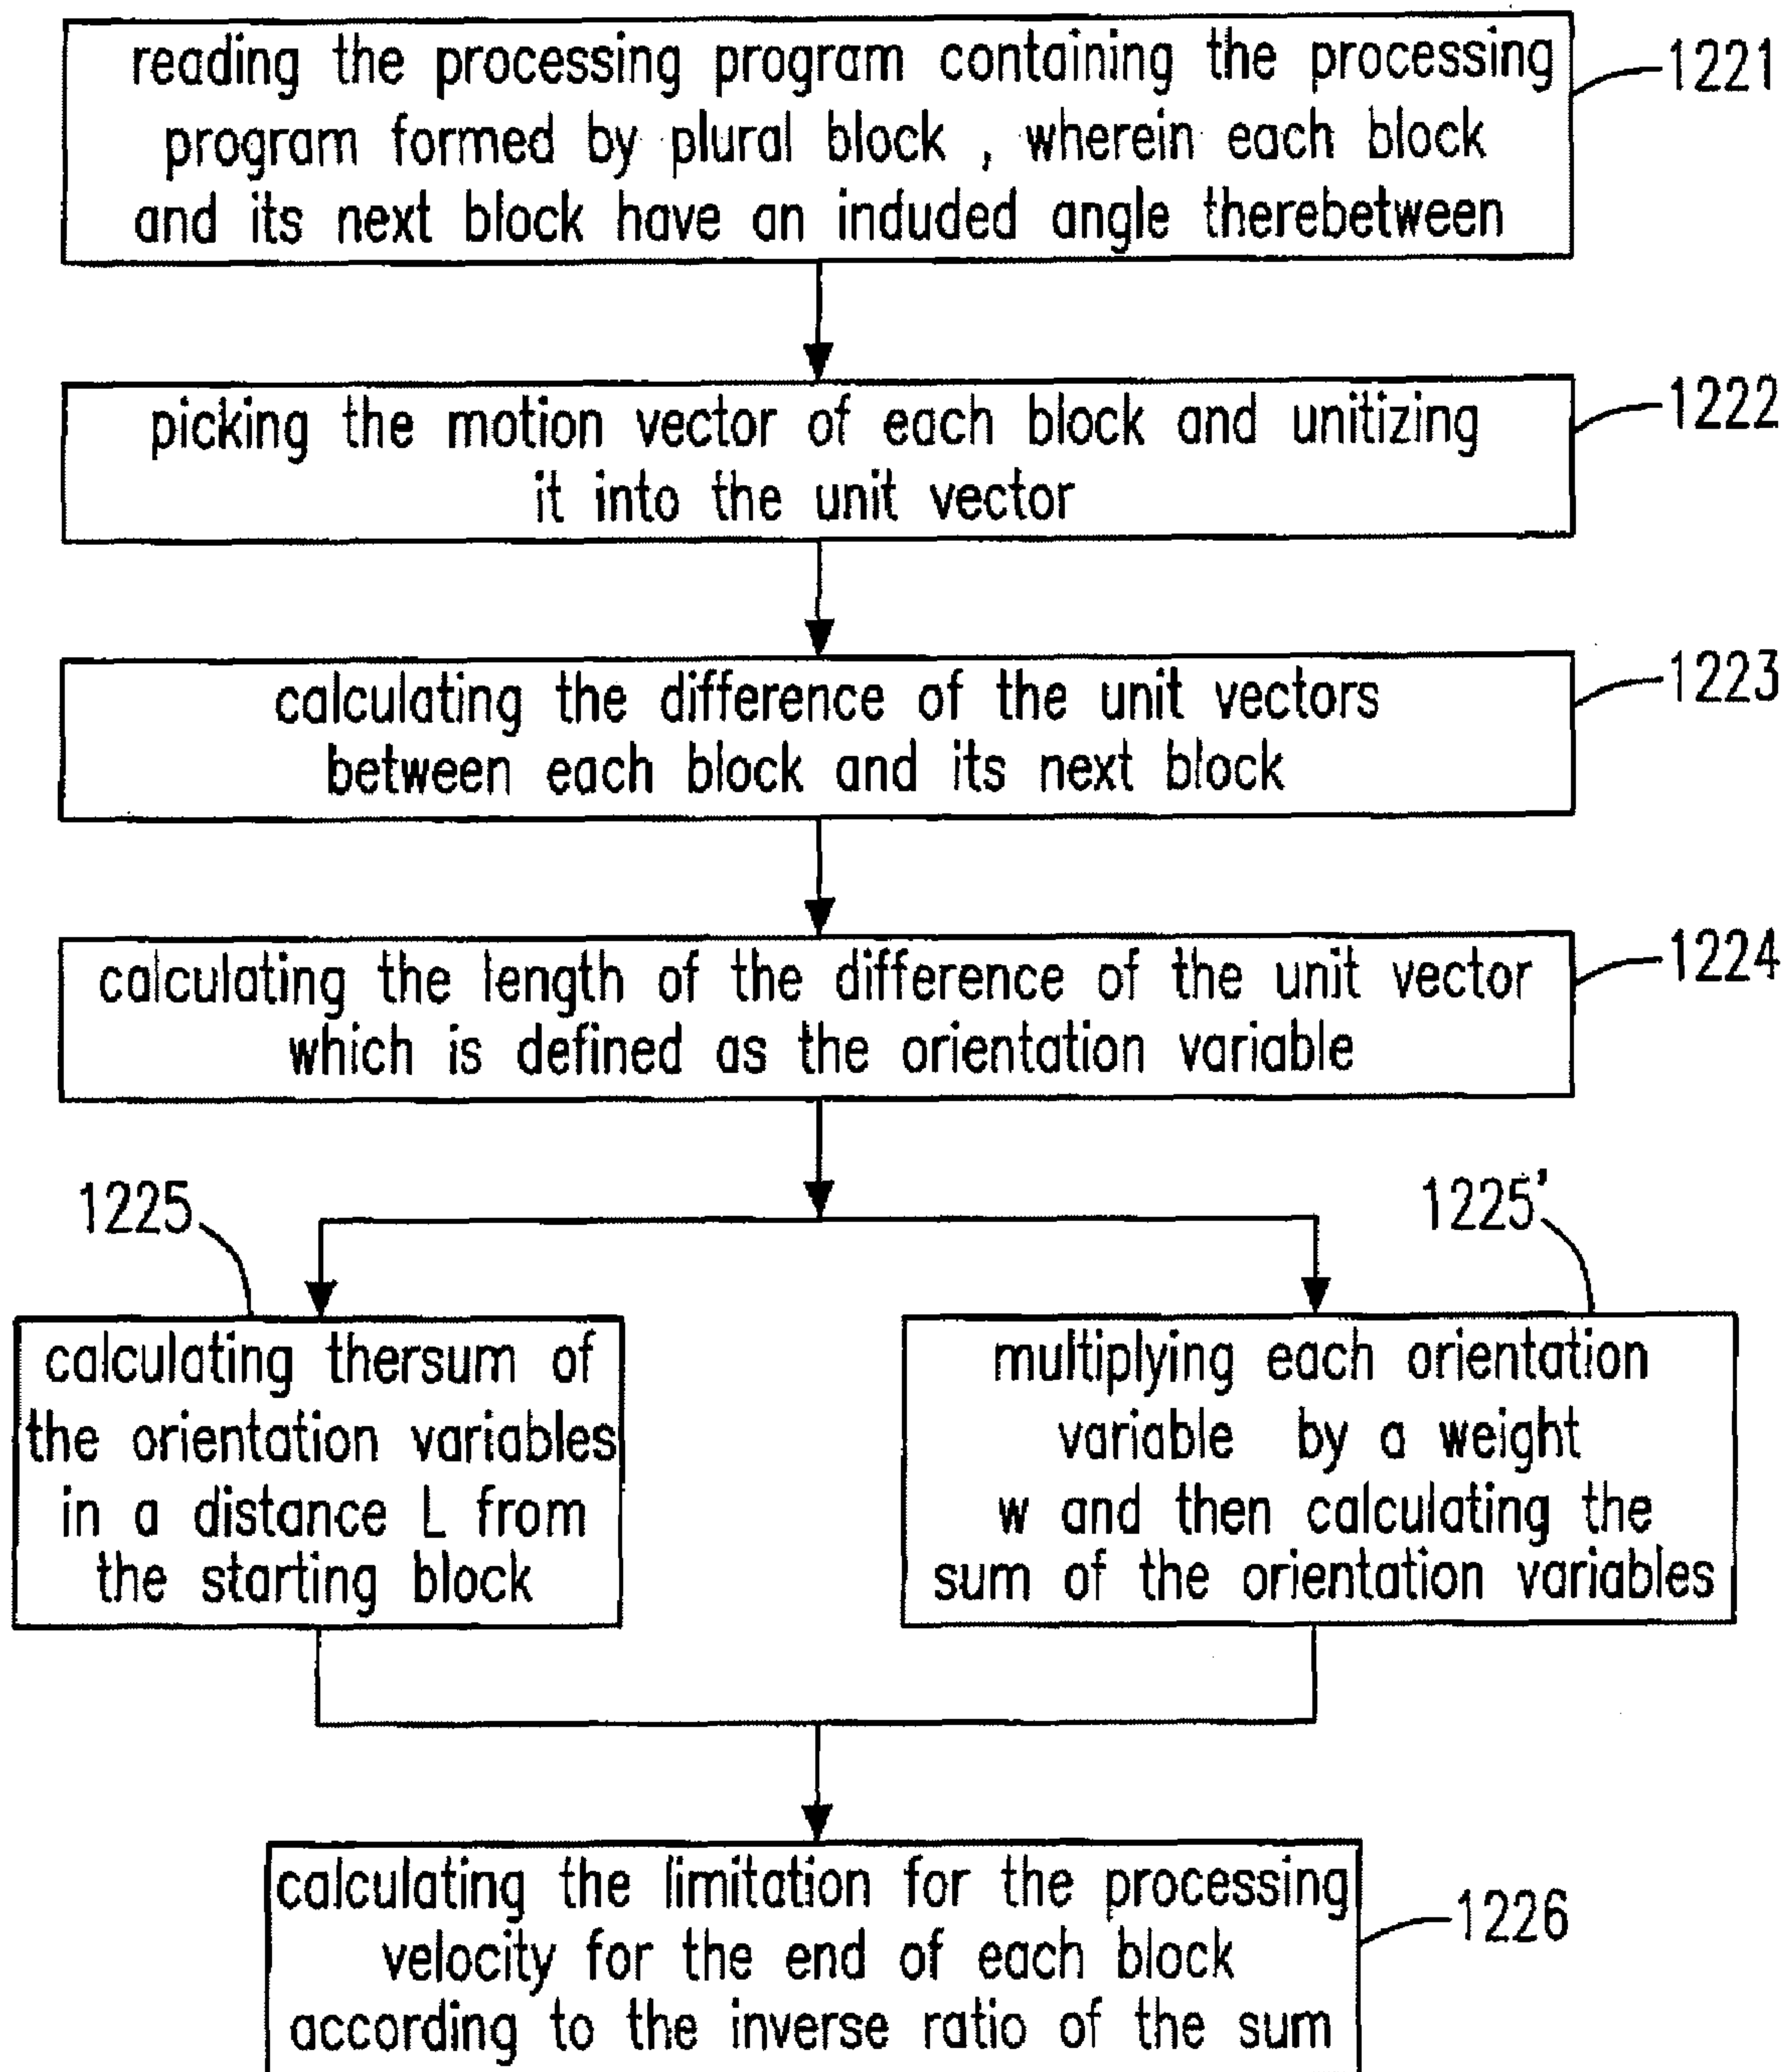 reading the processing program containing the processing
program formed by plural block , wherein each block
and its next block have an induded angle therebetween
1221
picking the motion vector of each block and unitizing
it into the unit vector
1222
calculating the difference of the unit vectors
between each block and its next block
1223
calculating the length of the difference of the unit vector
which is defined as the orientation variable
1224
1225
calculating thersum of
the orientation variables
in a distance L from
the starting block
1225'
multiplying each orientation
variable by a weight
w and then calculating the
sum of the orientation variables
calculating the limitation for the processing
velocity for the end of each block
according to the inverse ratio of the sum
1226